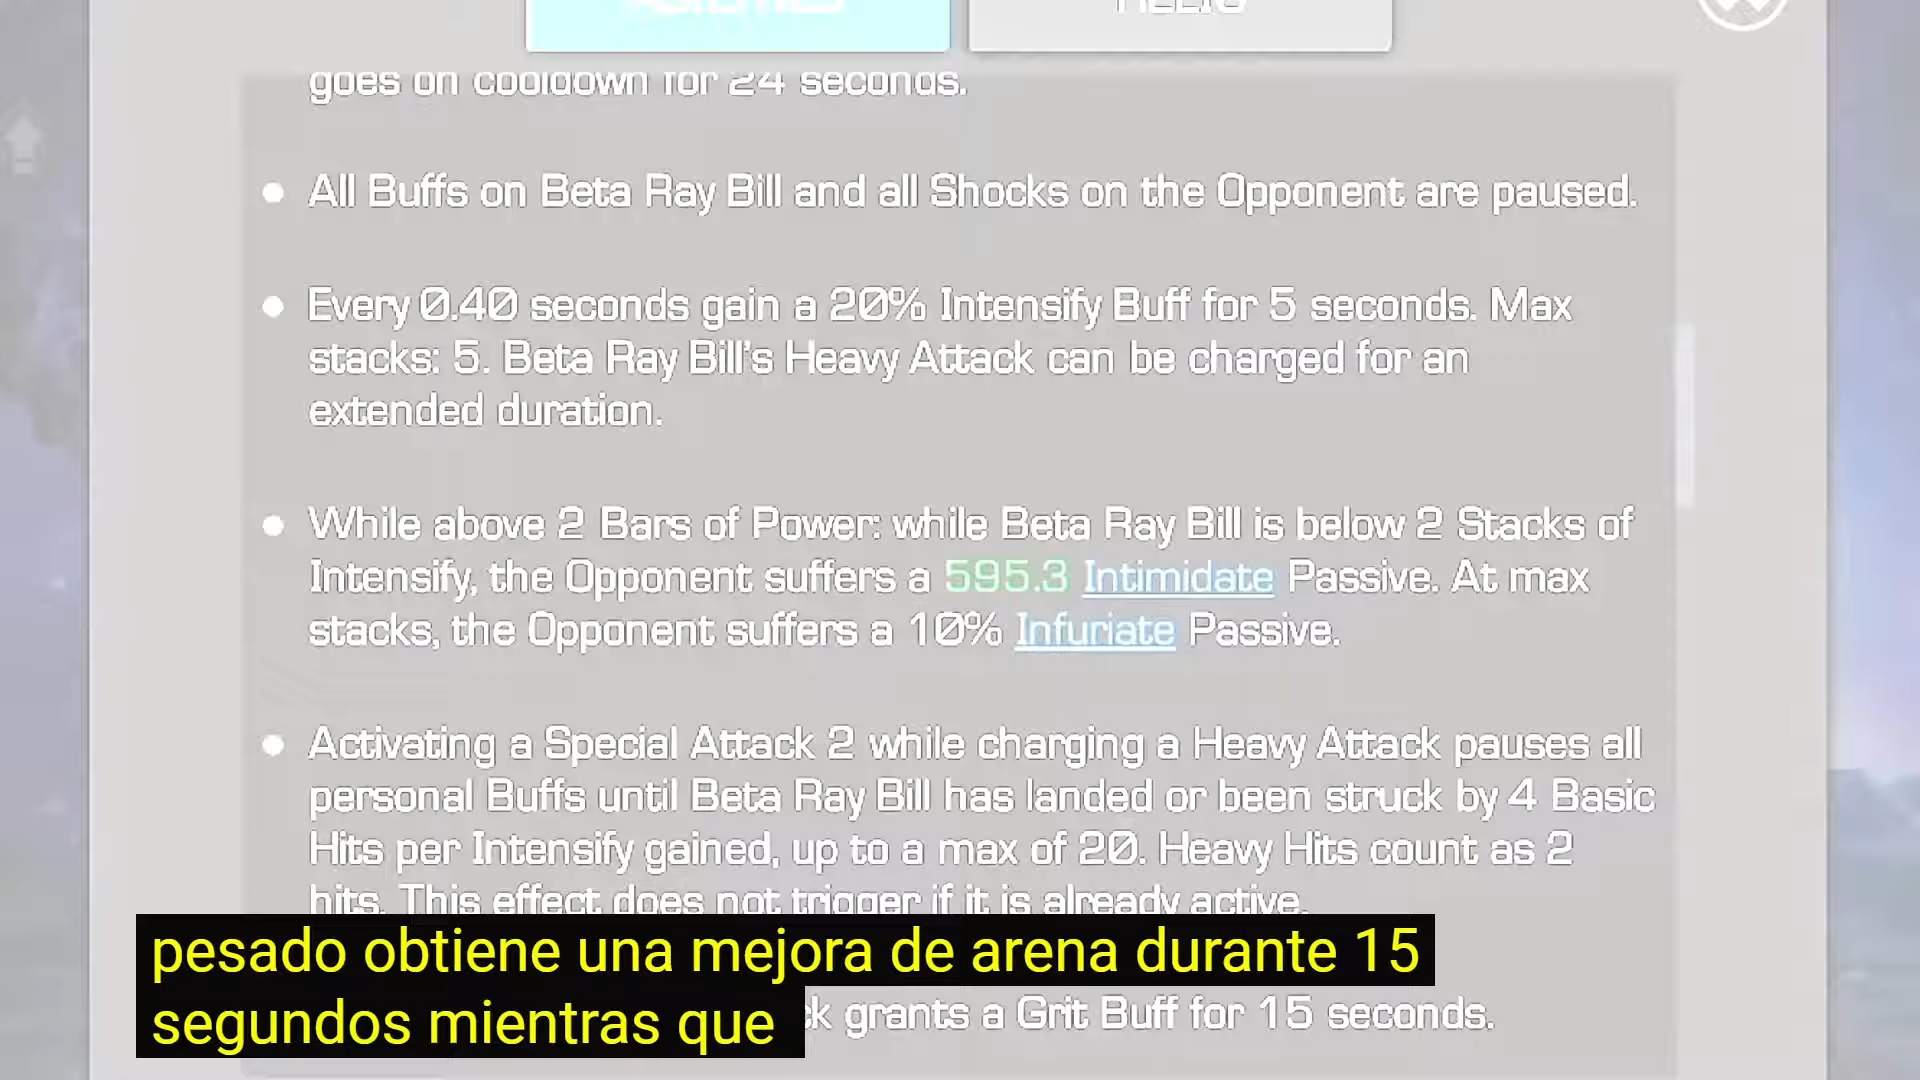 goes on cooldown for 24 seconds.
All Buffs on Beta Ray Bill and all Shocks on the Opponent are paused.
Every 0.40 seconds gain a 20% Intensify Buff for 5 seconds. Max
stacks: 5. Beta Ray Bill's Heavy Attack can be charged for an
extended duration.
While above 2 Bars of Power: while Beta Ray Bill is below 2 Stacks of
Intensify, the Opponent suffers a 595.3 Intimidate Passive. At max
stacks, the Opponent suffers a 10% Infuriate Passive.
Activating a Special Attack 2 while charging a Heavy Attack pauses all
personal Buffs until Beta Ray Bill has landed or been struck by 4 Basic
Hits per Intensify gained, up to a max of 20. Heavy Hits count as 2
hits. This effect does not trigger if it is already active.
pesado obtiene una mejora de arena durante 15
segundos mientras que
grants a Grit Buff for 15 seconds.